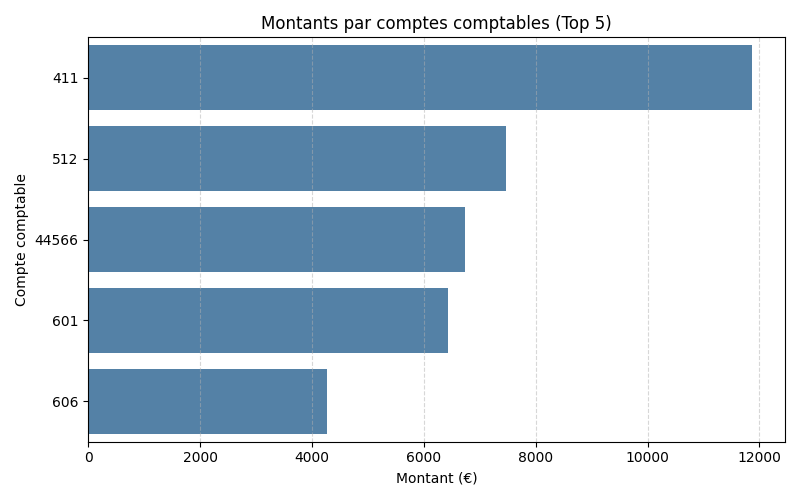 Montants par comptes comptables (Top 5)
411
512
44566
601
606
Compte comptable
0 2000 4000 6000 8000 10000 12000
Montant (€)